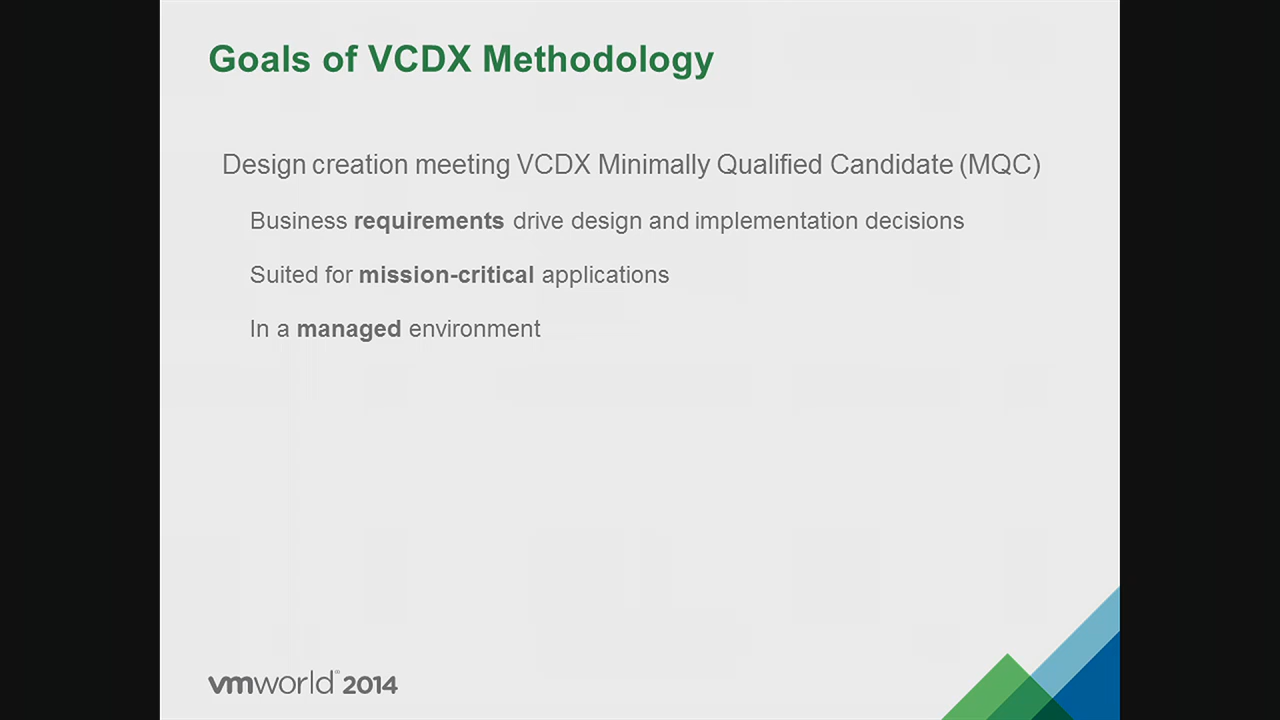 Goals of VCDX Methodology
Design creation meeting VCDX Minimally Qualified Candidate (MQC)
Business requirements drive design and implementation decisions
Suited for mission-critical applications
In a managed environment
vmworld® 2014